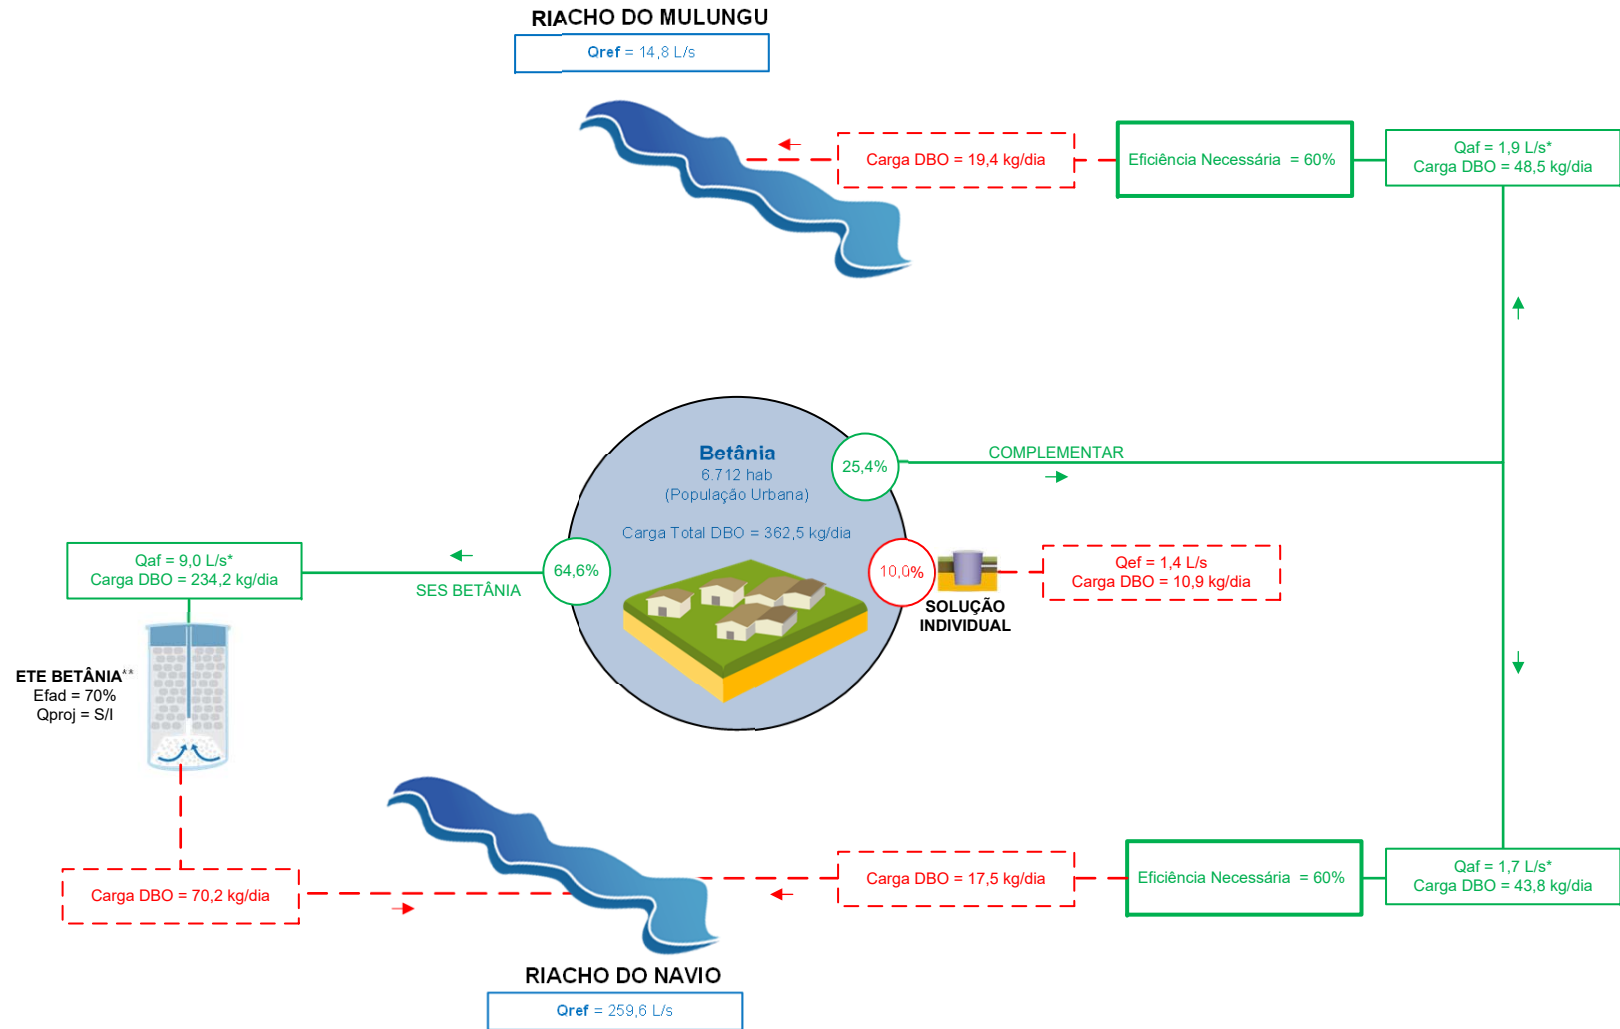 RIACHO DO MULUNGU
Qref = 14,8 L/s
Carga DBO = 19,4 kg/dia
Eficiência Necessária = 60%
Qaf = 1,9 L/s*
Carga DBO = 48,5 kg/dia
Betânia
6.712 hab
(População Urbana)
Carga Total DBO = 362,5 kg/dia
25,4%
COMPLEMENTAR
64,6%
SES BETÂNIA
10,0%
SOLUÇÃO
INDIVIDUAL
Qef = 1,4 L/s
Carga DBO = 10,9 kg/dia
Qaf = 9,0 L/s*
Carga DBO = 234,2 kg/dia
ETE BETÂNIA**
Efad = 70%
Qproj = S/I
Carga DBO = 70,2 kg/dia
Carga DBO = 17,5 kg/dia
Eficiência Necessária = 60%
Qaf = 1,7 L/s*
Carga DBO = 43,8 kg/dia
RIACHO DO NAVIO
Qref = 259,6 L/s